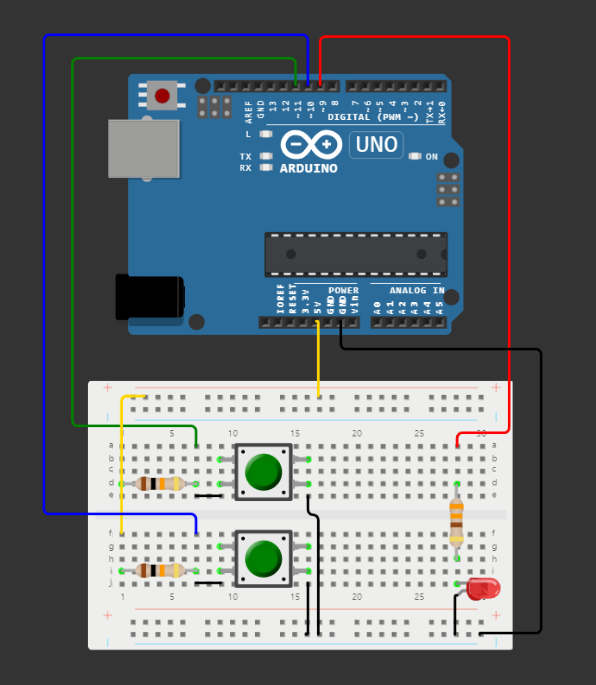 AREF
GND
13
12
~11
~10
~9
8
7
~6
~5
4
~3
2
TX→1
RX←0
DIGITAL (PWM ~)
L
TX
RX
UNO
ON
ARDUINO
IOREF
RESET
3.3V
5V
GND
GND
Vin
POWER
ANALOG IN
A0
A1
A2
A3
A4
A5
+ +
5 10 15 20 25 30
a a
b b
c c
d d
e e
f f
g g
h h
i i
j j
1 5 10 15 20 25 30
+ +